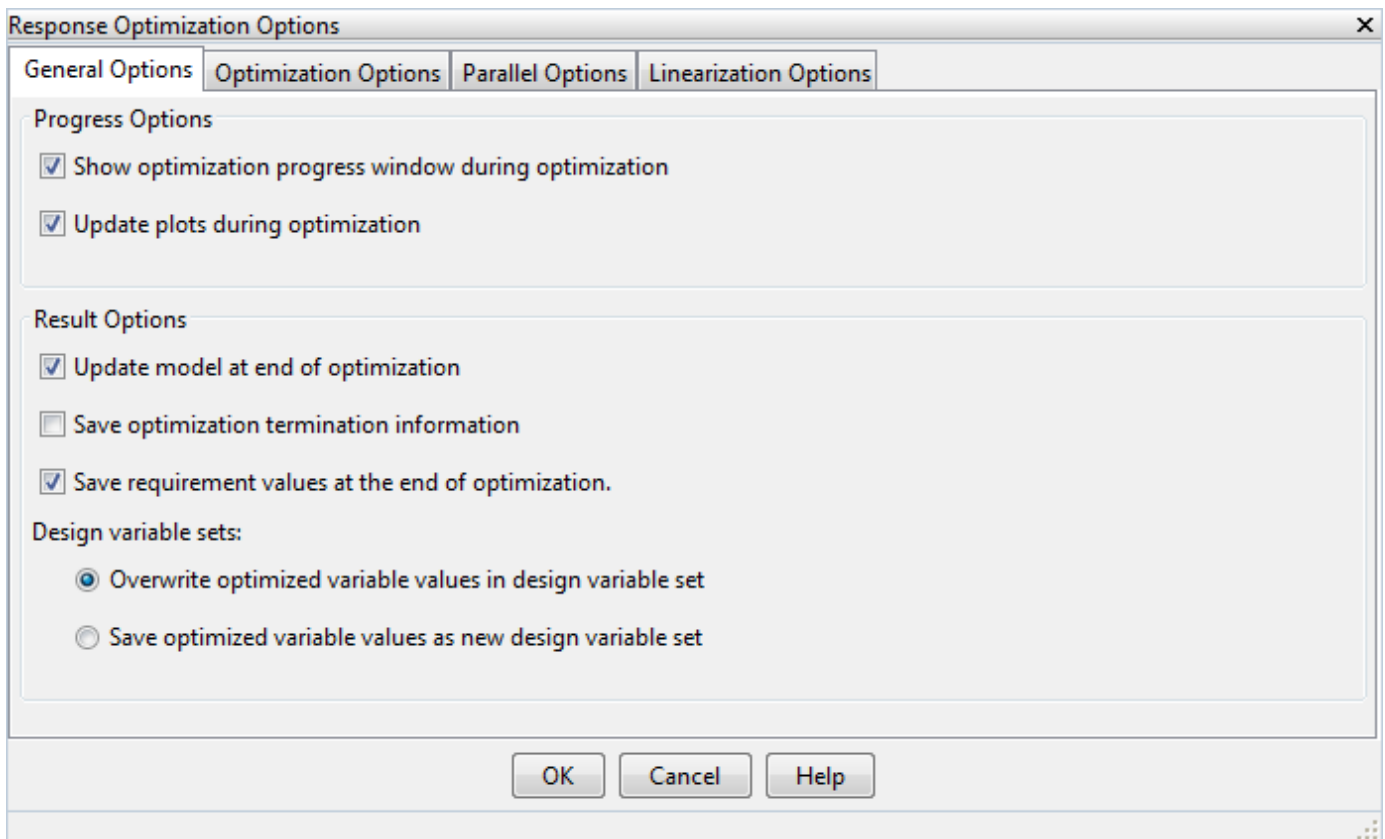 Response Optimization Options
General Options
Optimization Options
Parallel Options
Linearization Options
Progress Options
Show optimization progress window during optimization
Update plots during optimization
Result Options
Update model at end of optimization
Save optimization termination information
Save requirement values at the end of optimization.
Design variable sets:
Overwrite optimized variable values in design variable set
Save optimized variable values as new design variable set
OK
Cancel
Help